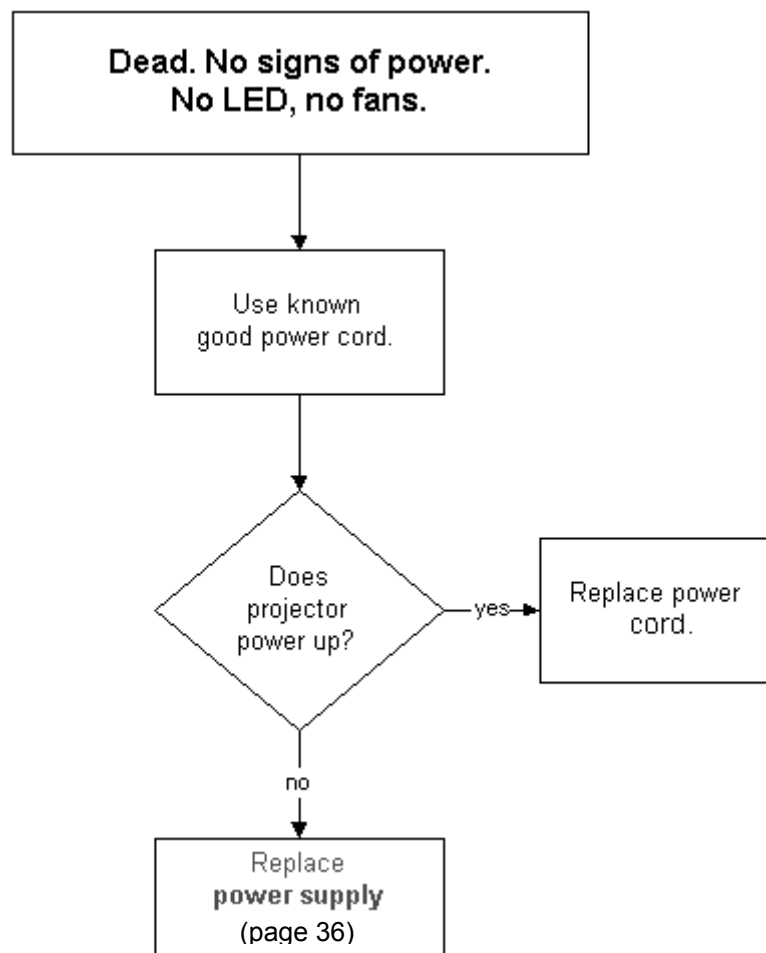 Dead. No signs of power.
No LED, no fans.
Use known
good power cord.
Does
projector
power up?
yes
Replace power
cord.
no
Replace
power supply
(page 36)